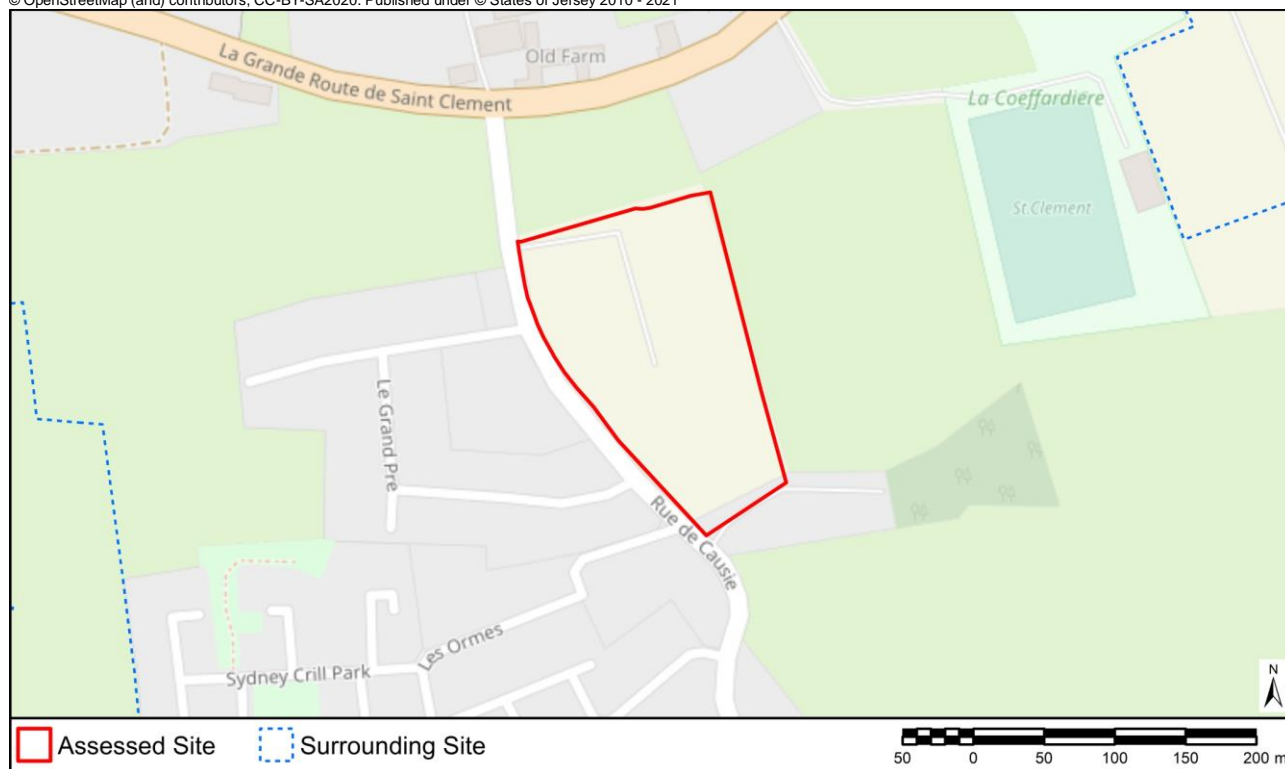 © OpenStreetMap (and) contributors, CC-BY-SA2020. Published under © States of Jersey 2010 - 2021
La Grande Route de Saint Clement
Old Farm
La Coeffardière
St.Clement
Le Grand Pre
Rue de Causie
Les Ormes
Sydney Crill Park
N
Assessed Site
Surrounding Site
50 0 50 100 150 200 m